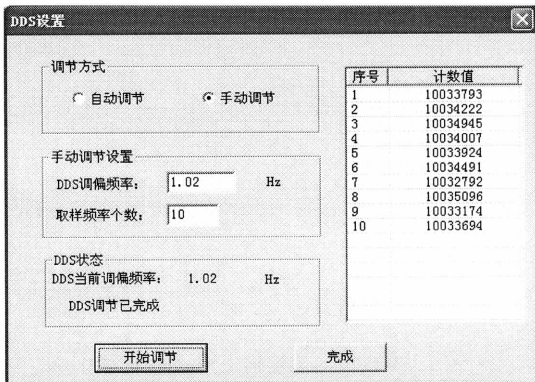 DDS设置
调节方式
自动调节 手动调节
手动调节设置
DDS调偏频率： 1.02 Hz
取样频率个数： 10
DDS状态
DDS当前调偏频率： 1.02 Hz
DDS调节已完成
开始调节 完成
序号 计数值
1 10033793
2 10034222
3 10034945
4 10034007
5 10033924
6 10034491
7 10032792
8 10035096
9 10033174
10 10033694